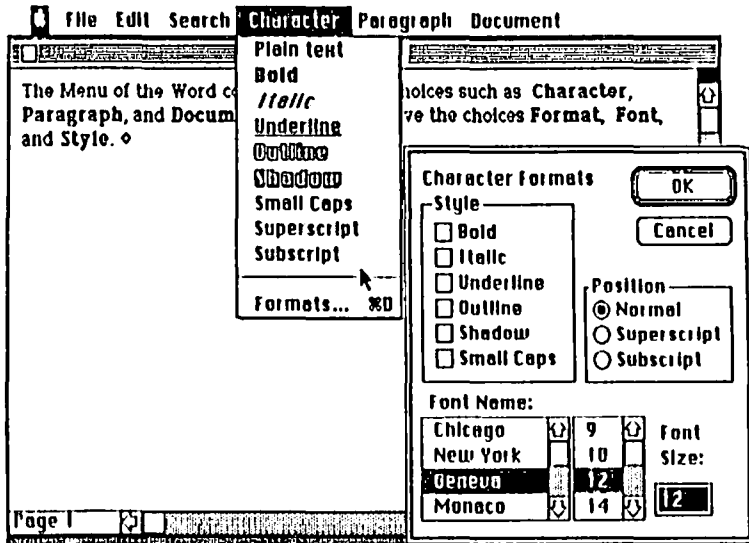 File Edit Search Character Paragraph Document
Plain text
Bold
Italic
Underline
Outline
Shadow
Small Caps
Superscript
Subscript
Formats... ⌘D
The Menu of the Word co hoices such as Character,
Paragraph, and Docum ve the choices Format, Font,
and Style. ◊
Character Formats
OK
Cancel
Style
Bold
Italic
Underline
Outline
Shadow
Small Caps
Position
Normal
Superscript
Subscript
Font Name:
Chicago
New York
Geneva
Monaco
9
10
12
14
Font
Size:
12
Page 1